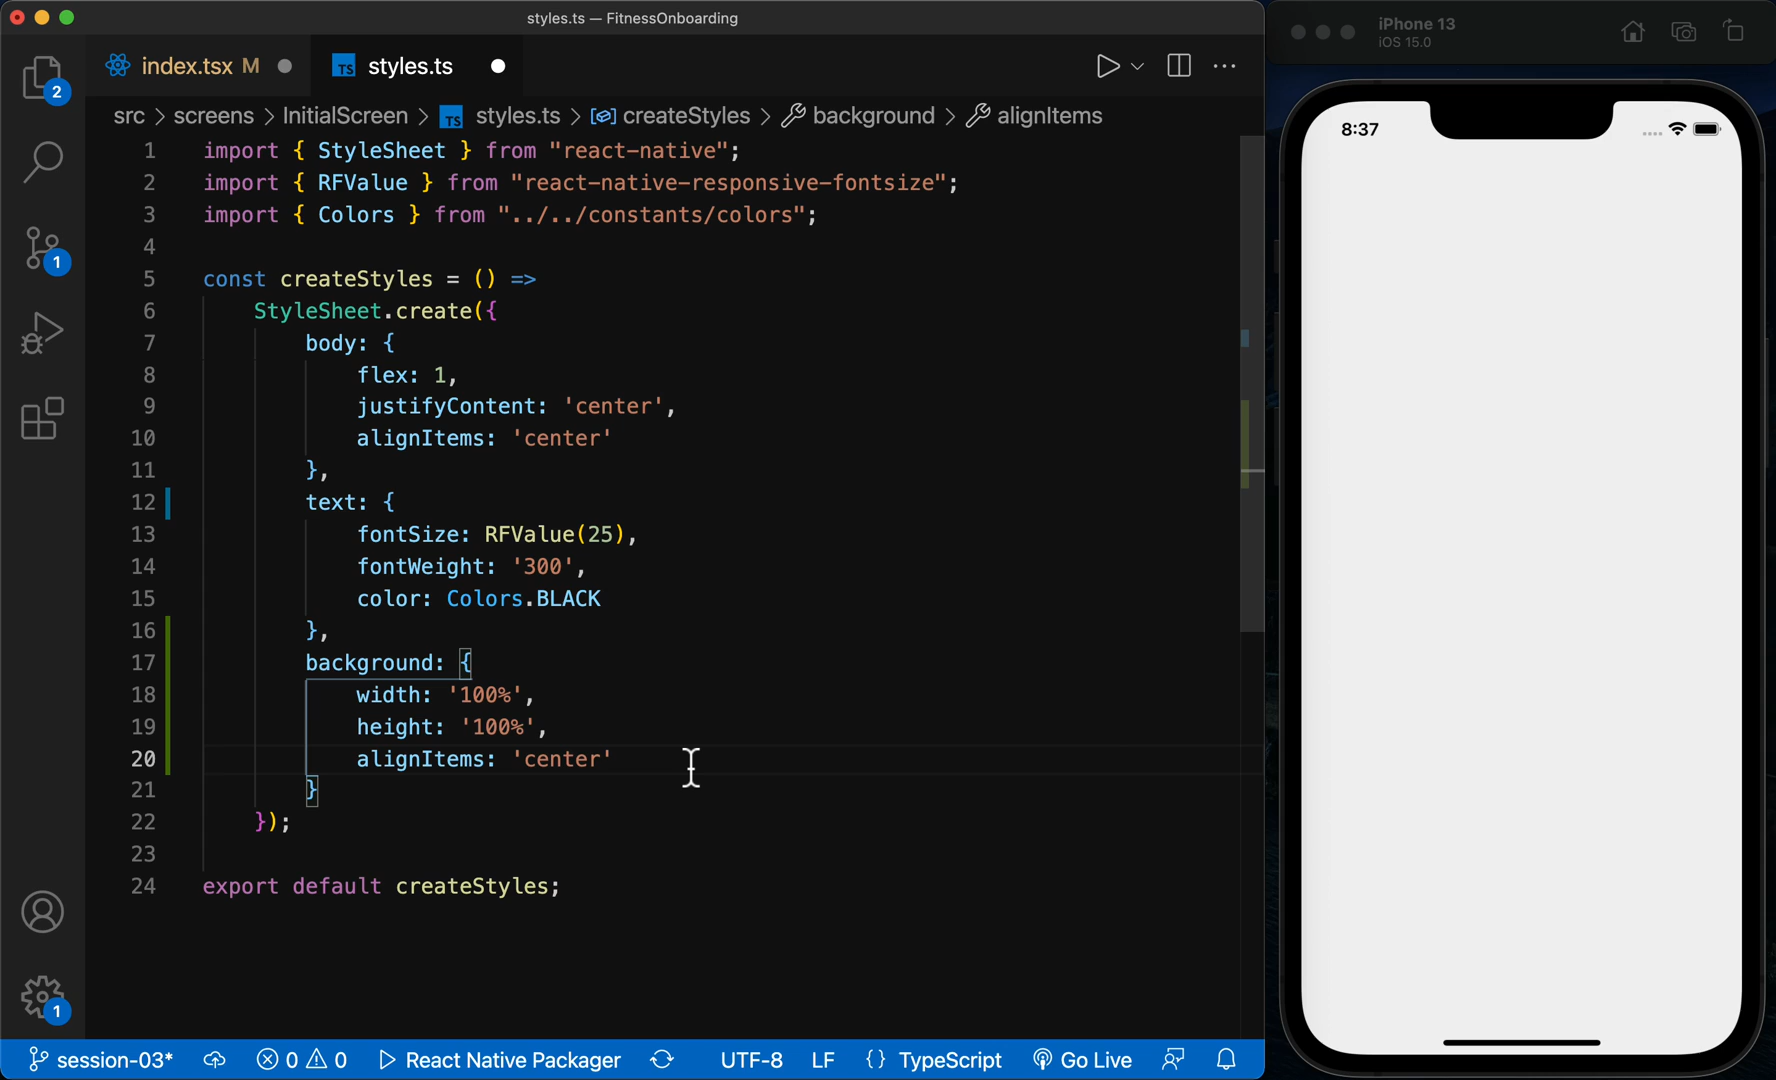 styles.ts — FitnessOnboarding
iPhone 13
iOS 15.0
index.tsx M
TS styles.ts
2
src > screens > InitialScreen > TS styles.ts > createStyles > background > alignItems
8:37
1 import { StyleSheet } from "react-native";
2 import { RFValue } from "react-native-responsive-fontsize";
3 import { Colors } from "../../constants/colors";
4
1
5 const createStyles = () =>
6 StyleSheet.create({
7 body: {
8 flex: 1,
9 justifyContent: 'center',
10 alignItems: 'center'
11 },
12 text: {
13 fontSize: RFValue(25),
14 fontWeight: '300',
15 color: Colors.BLACK
16 },
17 background: {
18 width: '100%',
19 height: '100%',
20 alignItems: 'center'
21 }
22 });
23
24 export default createStyles;
1
session-03* 0 0 React Native Packager UTF-8 LF {} TypeScript Go Live